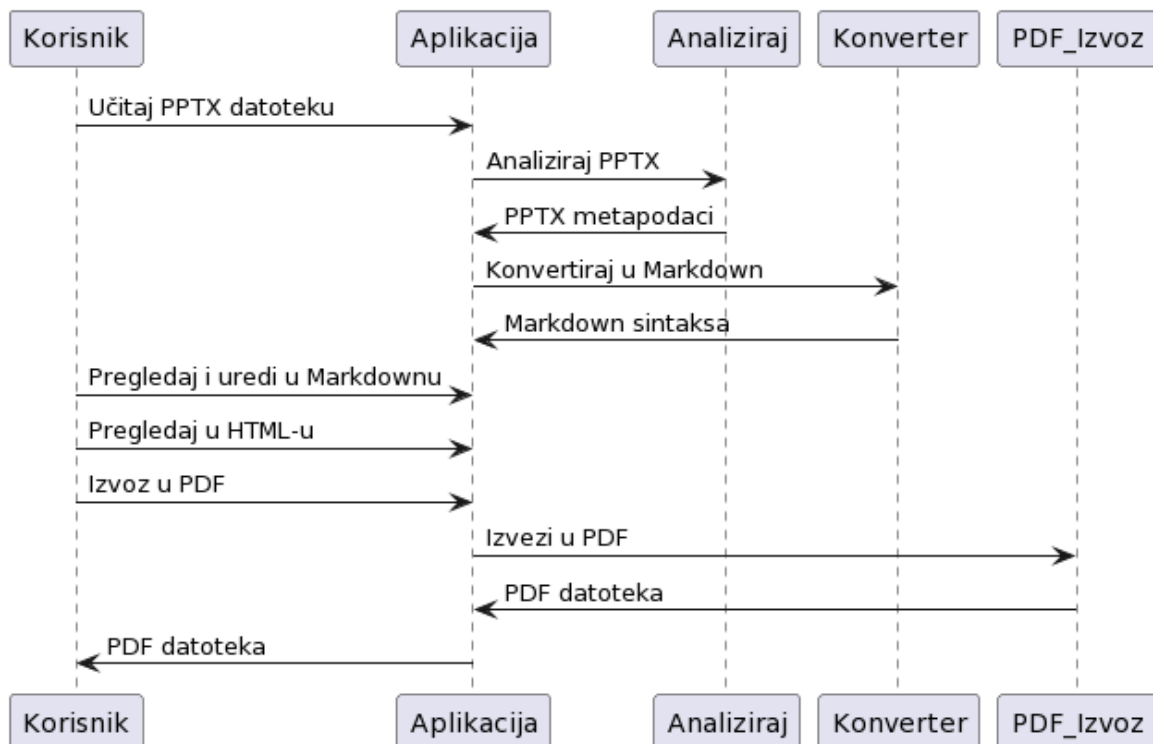 Korisnik Aplikacija Analiziraj Konverter PDF_Izvoz
Učitaj PPTX datoteku
Analiziraj PPTX
PPTX metapodaci
Konvertiraj u Markdown
Markdown sintaksa
Pregledaj i uredi u Markdownu
Pregledaj u HTML-u
Izvoz u PDF
Izvezi u PDF
PDF datoteka
PDF datoteka
Korisnik Aplikacija Analiziraj Konverter PDF_Izvoz